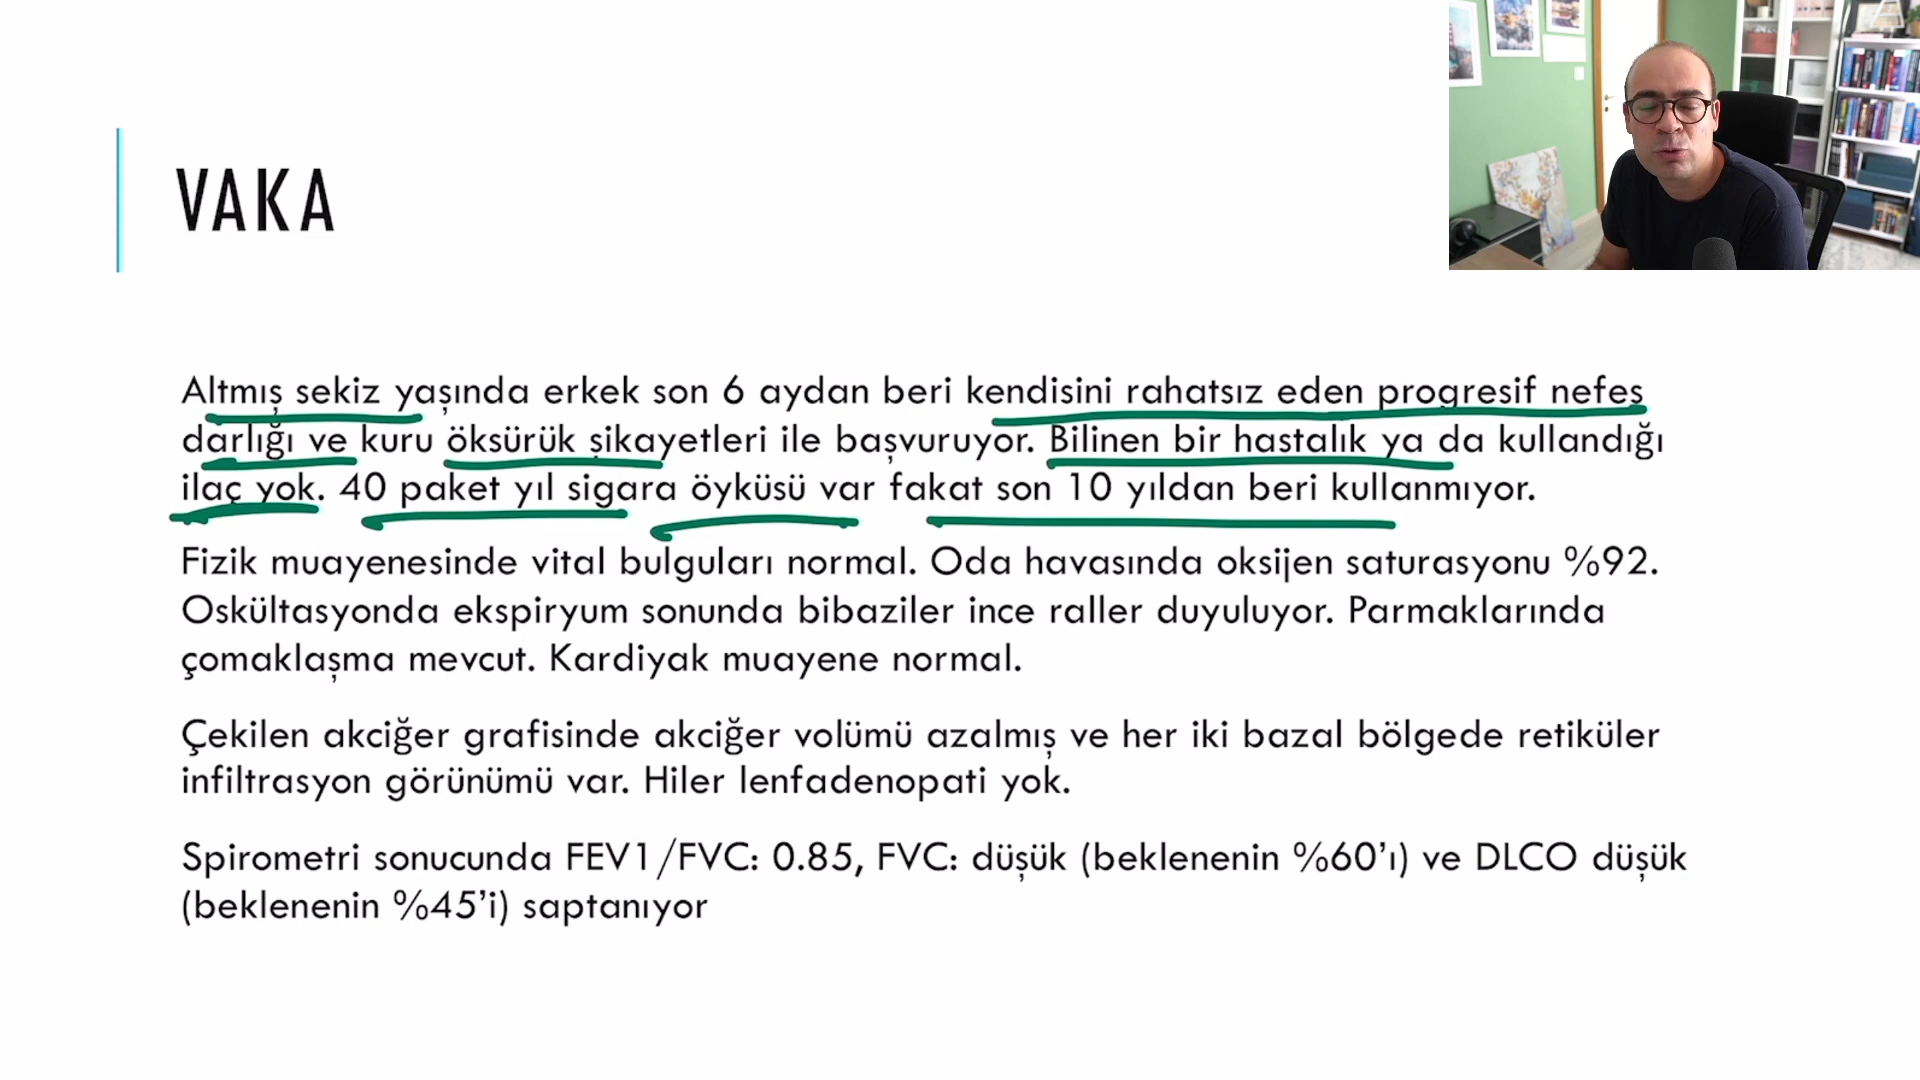 VAKA
Altmış sekiz yaşında erkek son 6 aydan beri kendisini rahatsız eden progresif nefes
darlığı ve kuru öksürük şikayetleri ile başvuruyor. Bilinen bir hastalık ya da kullandığı
ilaç yok. 40 paket yıl sigara öyküsü var fakat son 10 yıldan beri kullanmıyor.
Fizik muayenesinde vital bulguları normal. Oda havasında oksijen saturasyonu %92.
Oskültasyonda ekspiryum sonunda bibaziler ince raller duyuluyor. Parmaklarında
çomaklaşma mevcut. Kardiyak muayene normal.
Çekilen akciğer grafisinde akciğer volümü azalmış ve her iki bazal bölgede retiküler
infiltrasyon görünümü var. Hiler lenfadenopati yok.
Spirometri sonucunda FEV1/FVC: 0.85, FVC: düşük (beklenenin %60’ı) ve DLCO düşük
(beklenenin %45’i) saptanıyor